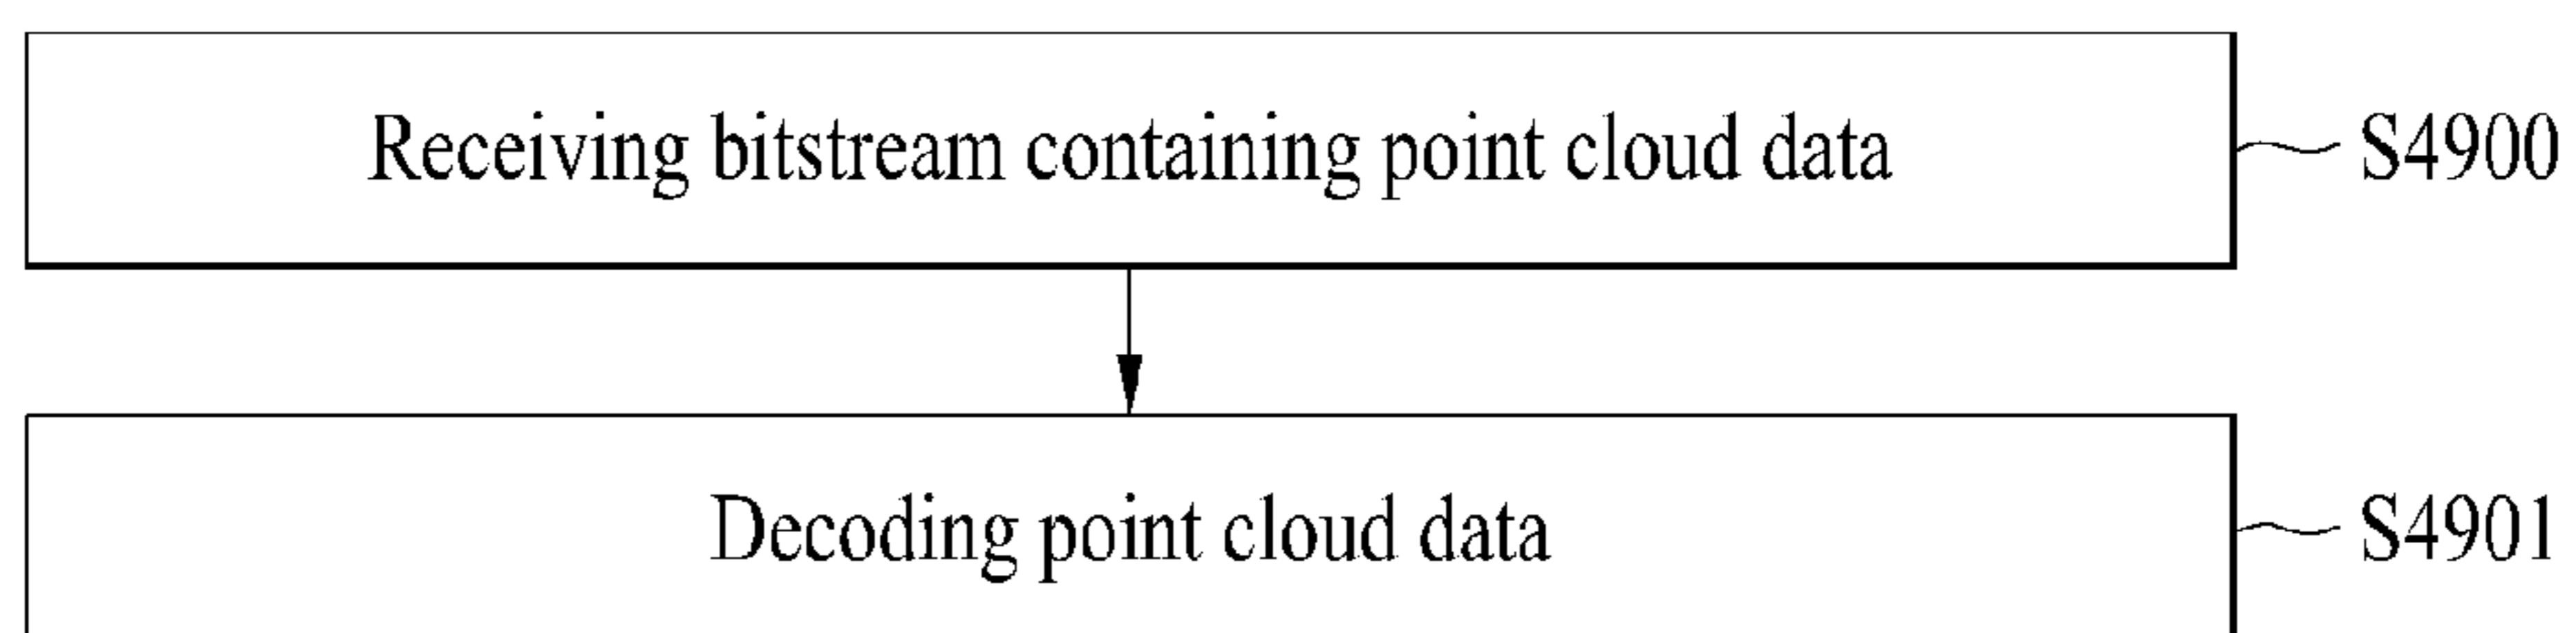 Receiving bitstream containing point cloud data
S4900
Decoding point cloud data
S4901